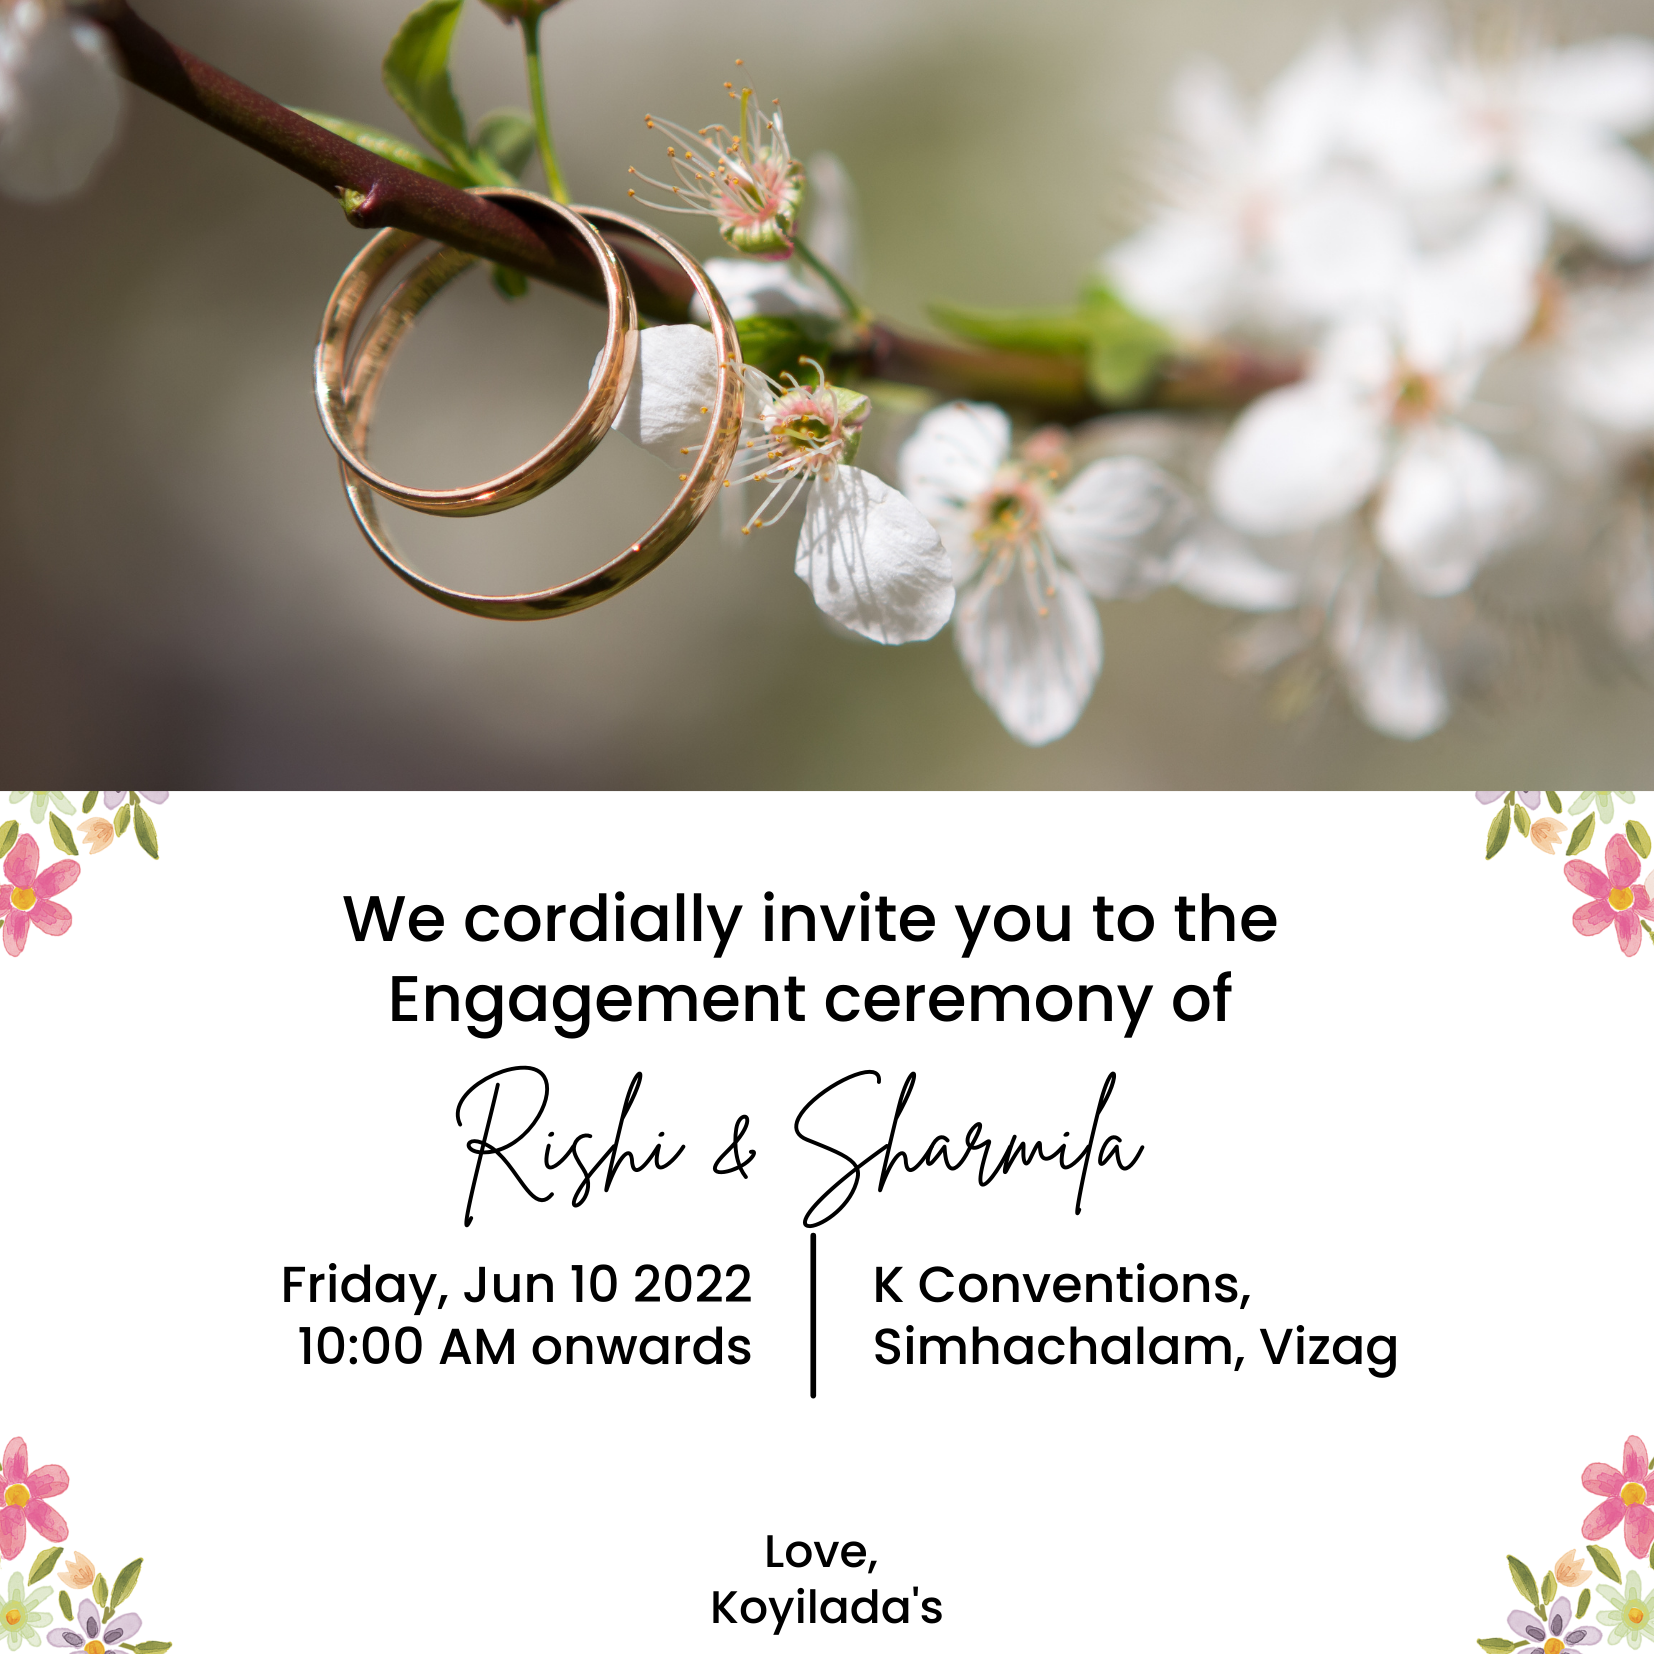 We cordially invite you to the
Engagement ceremony of
Rishi & Sharmila
Friday, Jun 10 2022
10:00 AM onwards
K Conventions,
Simhachalam, Vizag
Love,
Koyilada's